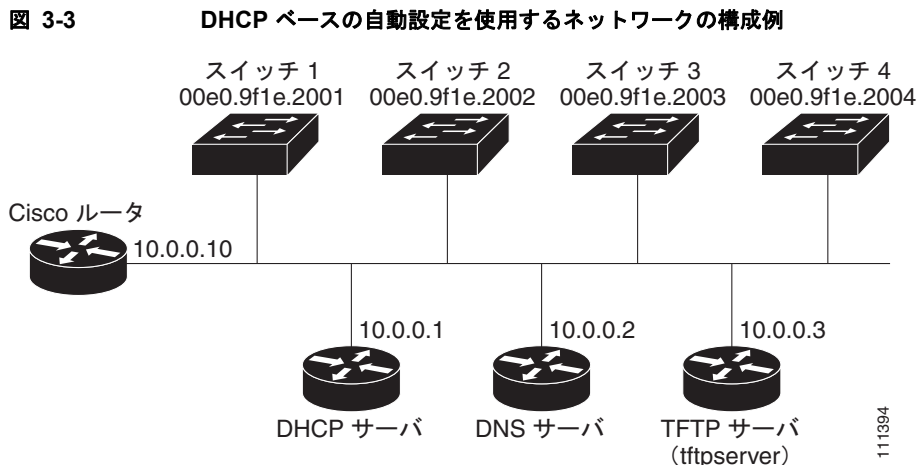 図 3-3 DHCP ベースの自動設定を使用するネットワークの構成例
スイッチ 1
00e0.9f1e.2001
スイッチ 2
00e0.9f1e.2002
スイッチ 3
00e0.9f1e.2003
スイッチ 4
00e0.9f1e.2004
Cisco ルータ
10.0.0.10
10.0.0.1
10.0.0.2
10.0.0.3
DHCP サーバ
DNS サーバ
TFTP サーバ
（tftpserver）
111394